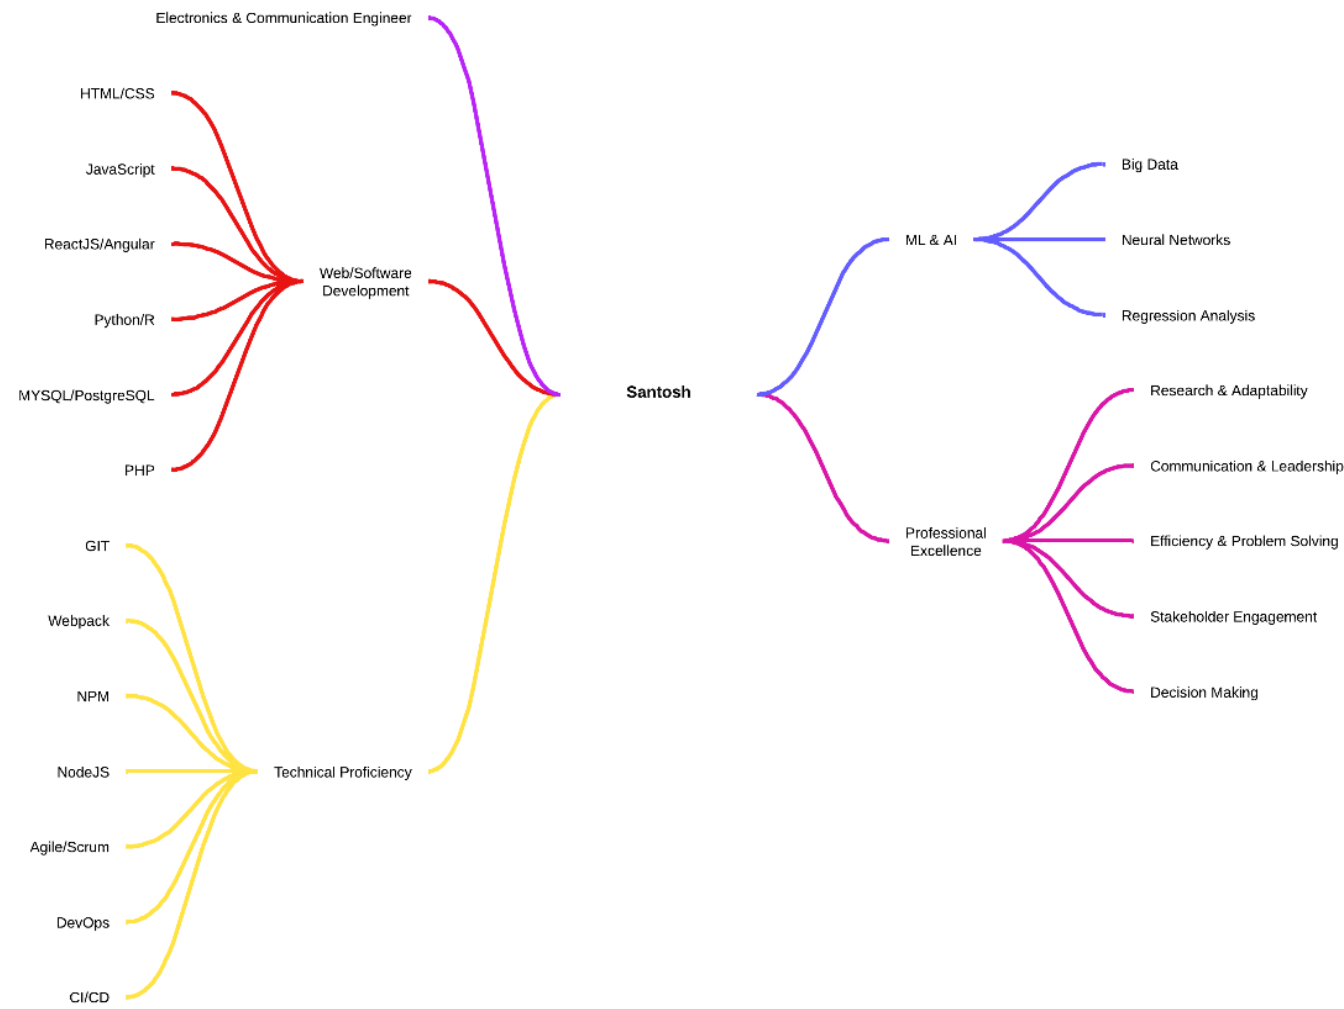 Electronics & Communication Engineer
HTML/CSS
JavaScript
ReactJS/Angular
Python/R
MYSQL/PostgreSQL
PHP
Web/Software
Development
GIT
Webpack
NPM
NodeJS
Agile/Scrum
DevOps
CI/CD
Technical Proficiency
Santosh
ML & AI
Big Data
Neural Networks
Regression Analysis
Professional
Excellence
Research & Adaptability
Communication & Leadership
Efficiency & Problem Solving
Stakeholder Engagement
Decision Making